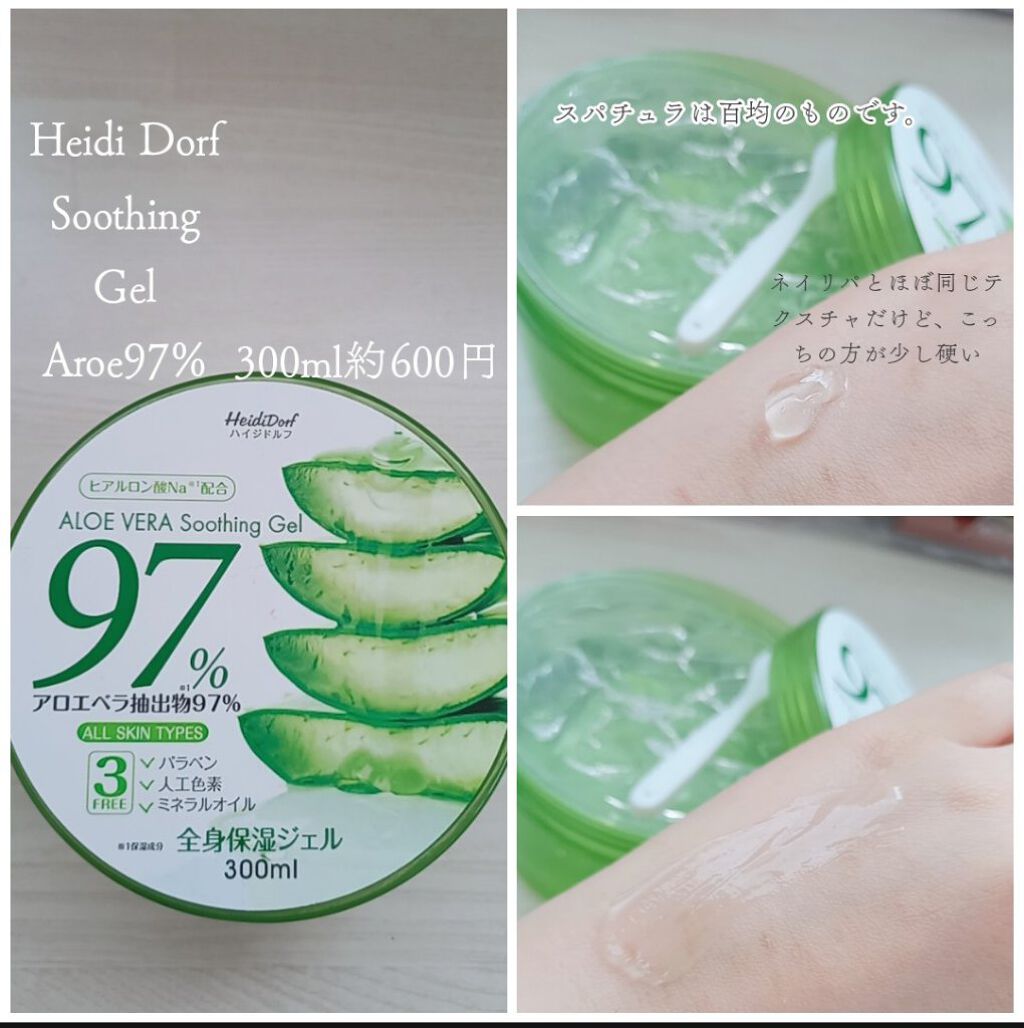 Heidi Dorf
Soothing
Gel
Aroe97% 300ml約600円
HeidiDorf
ハイジドルフ
ヒアルロン酸Na※1配合
ALOE VERA Soothing Gel
97%
※1
アロエベラ抽出物97%
ALL SKIN TYPES
3 FREE
パラベン
人工色素
ミネラルオイル
※1保湿成分 全身保湿ジェル
300ml
スパチュラは百均のものです。
97
ネイリパとほぼ同じテ
クスチャだけど、こっ
ちの方が少し硬い